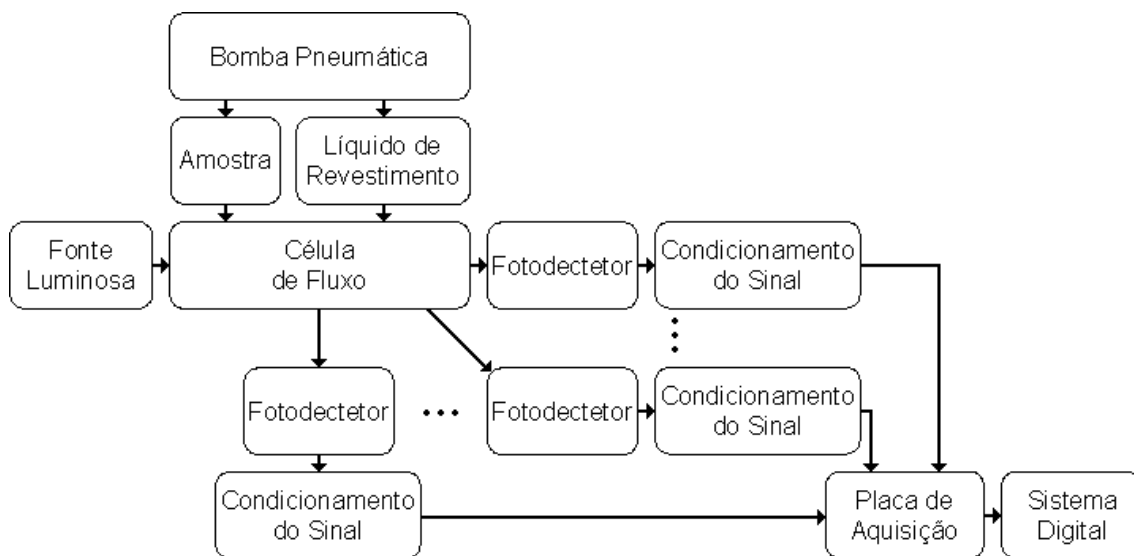 Bomba Pneumática
Amostra
Líquido de
Revestimento
Fonte
Luminosa
Célula
de Fluxo
Fotodectetor
Condicionamento
do Sinal
Fotodectetor
Fotodectetor
Condicionamento
do Sinal
Condicionamento
do Sinal
Placa de
Aquisição
Sistema
Digital